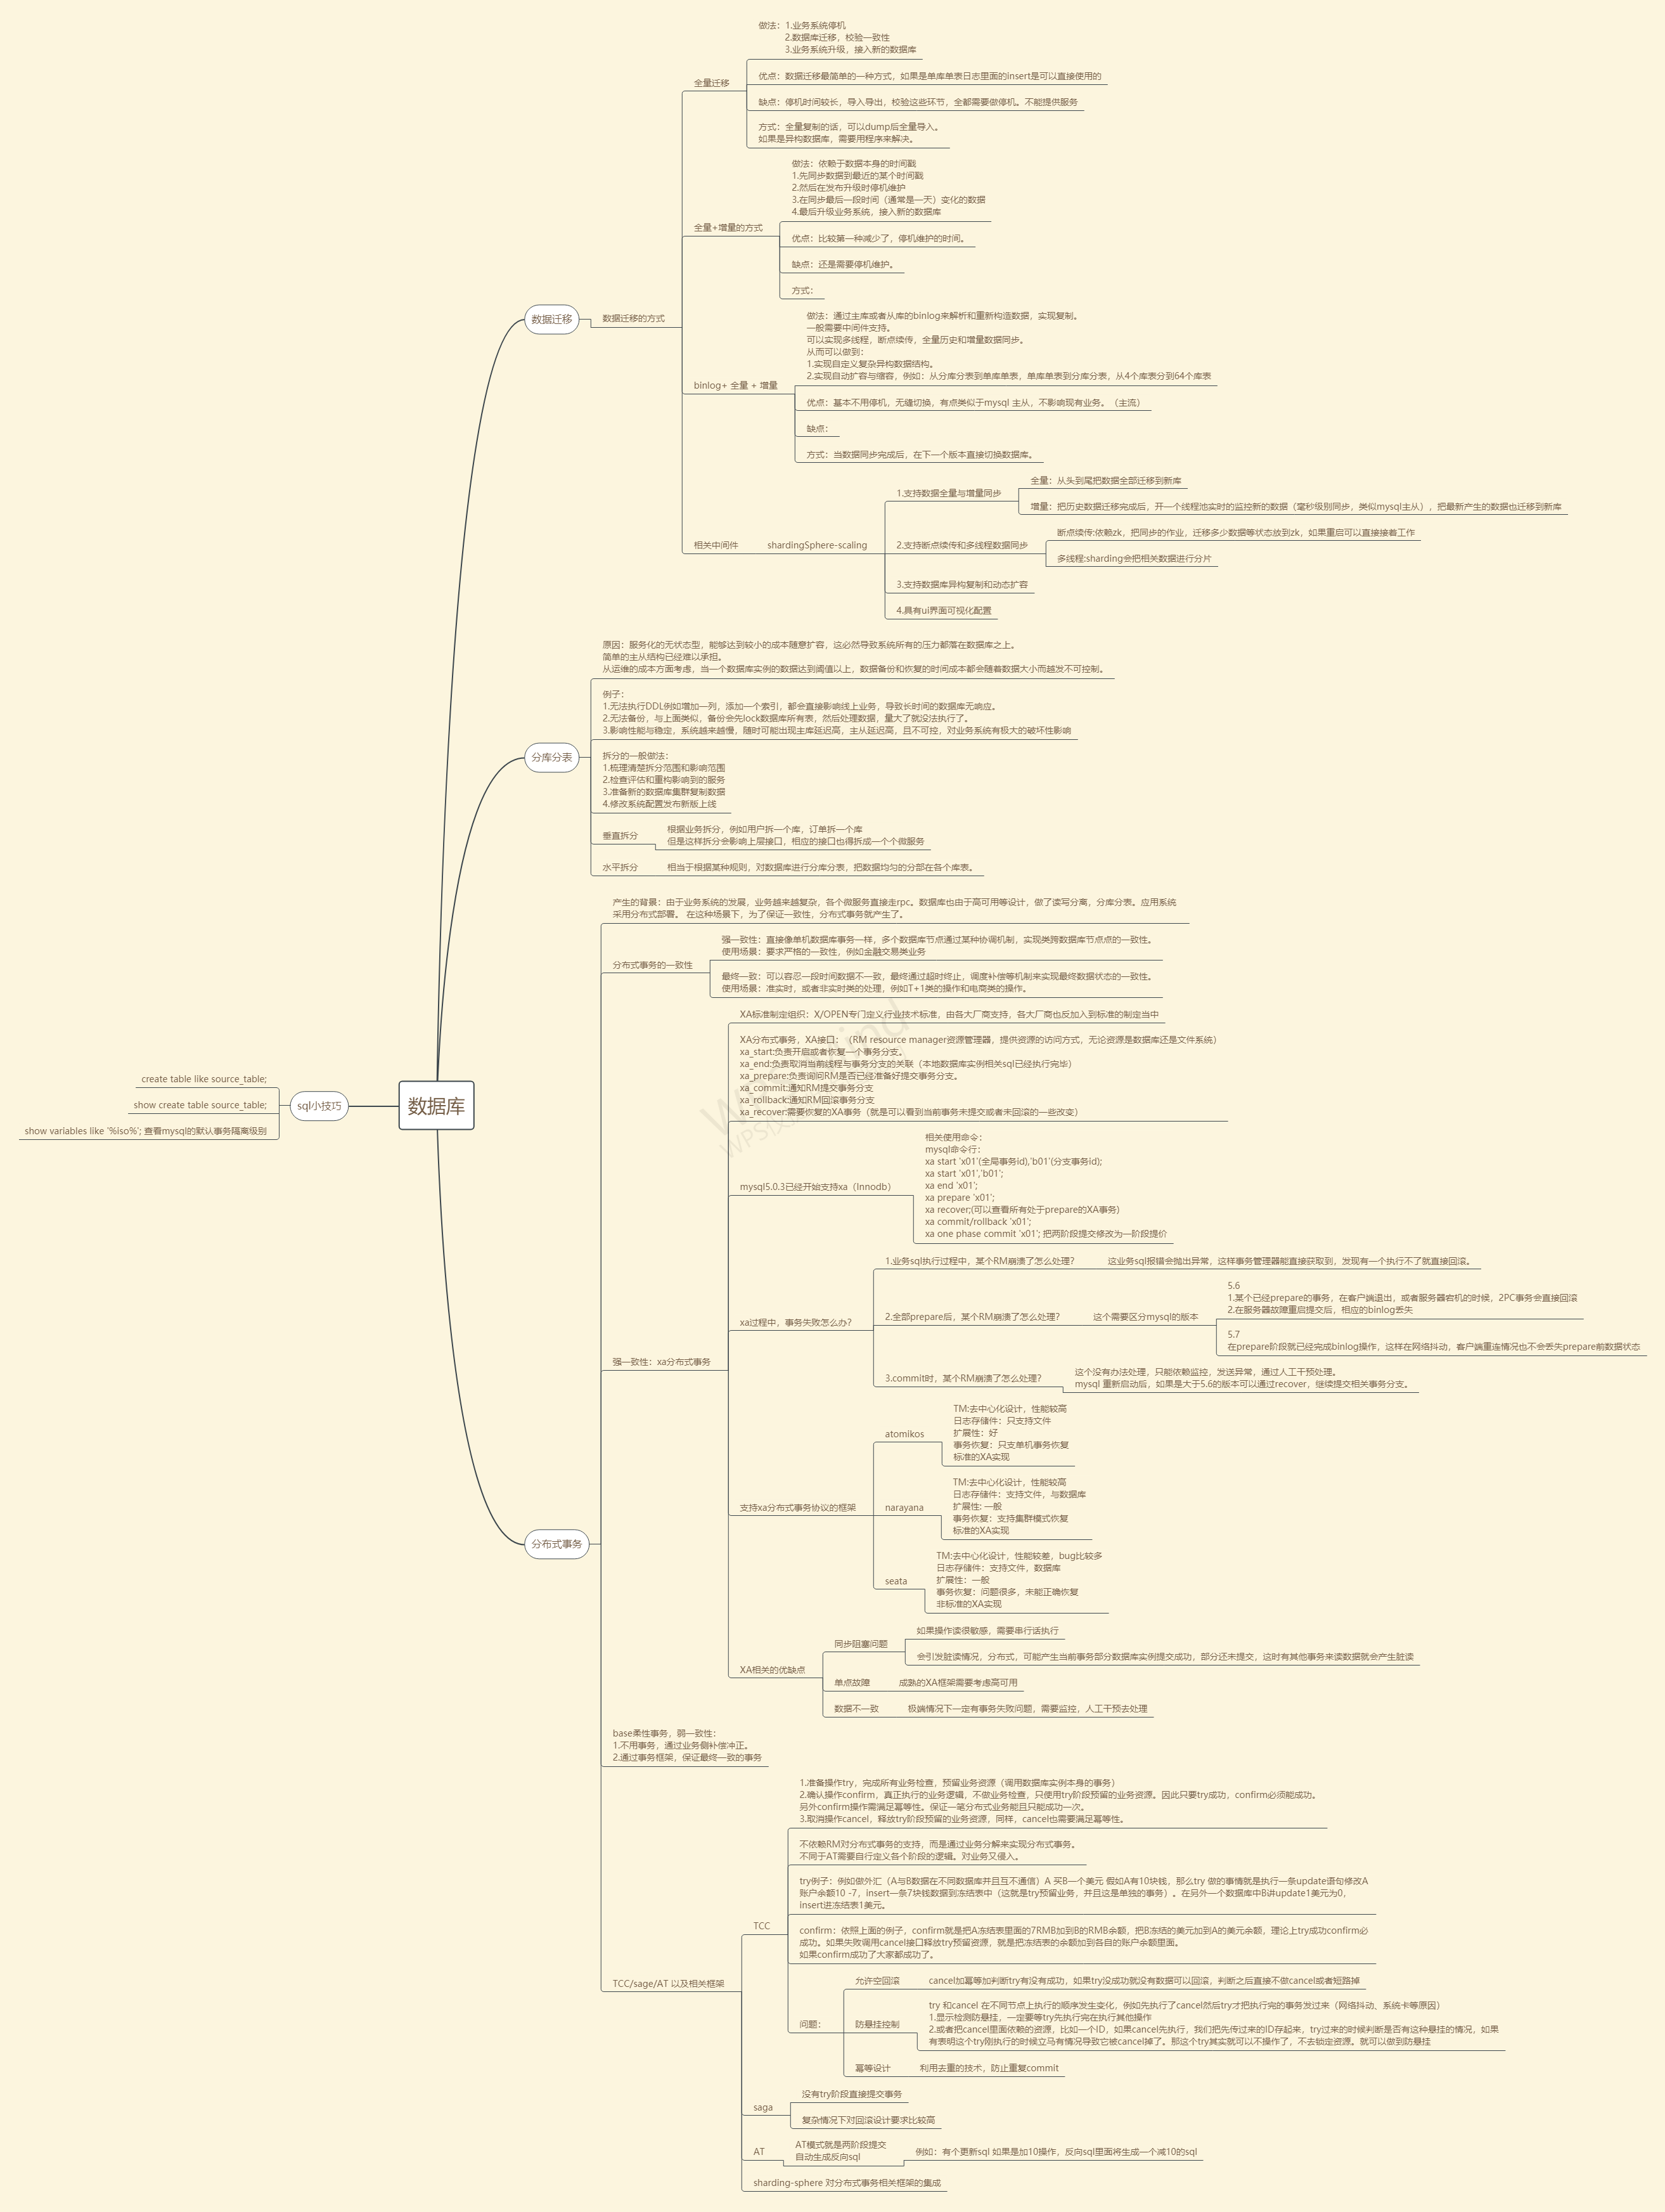 数据库
数据迁移
数据迁移的方式
全量迁移
做法：1.业务系统停机
2.数据库迁移，校验一致性
3.业务系统升级，接入新的数据库
优点：数据迁移最简单的一种方式，如果是单库单表日志里面的insert是可以直接使用的
缺点：停机时间较长，导入导出，校验这些环节，全都需要做停机。不能提供服务
方式：全量复制的话，可以dump后全量导入。
如果是异构数据库，需要用程序来解决。
全量+增量的方式
做法：依赖于数据本身的时间戳
1.先同步数据到最近的某个时间戳
2.然后在发布升级时停机维护
3.在同步最后一段时间（通常是一天）变化的数据
4.最后升级业务系统，接入新的数据库
优点：比较第一种减少了，停机维护的时间。
缺点：还是需要停机维护。
方式：
binlog+ 全量 + 增量
做法：通过主库或者从库的binlog来解析和重新构造数据，实现复制。
一般需要中间件支持。
可以实现多线程，断点续传，全量历史和增量数据同步。
从而可以做到：
1.实现自定义复杂异构数据结构。
2.实现自动扩容与缩容，例如：从分库分表到单库单表，单库单表到分库分表，从4个库表分到64个库表
优点：基本不用停机，无缝切换，有点类似于mysql 主从，不影响现有业务。（主流）
缺点：
方式：当数据同步完成后，在下一个版本直接切换数据库。
相关中间件
shardingSphere-scaling
1.支持数据全量与增量同步
全量：从头到尾把数据全部迁移到新库
增量：把历史数据迁移完成后，开一个线程池实时的监控新的数据（毫秒级别同步，类似mysql主从），把最新产生的数据也迁移到新库
2.支持断点续传和多线程数据同步
断点续传:依赖zk，把同步的作业，迁移多少数据等状态放到zk，如果重启可以直接接着工作
多线程:sharding会把相关数据进行分片
3.支持数据库异构复制和动态扩容
4.具有ui界面可视化配置
分库分表
原因：服务化的无状态型，能够达到较小的成本随意扩容，这必然导致系统所有的压力都落在数据库之上。
简单的主从结构已经难以承担。
从运维的成本方面考虑，当一个数据库实例的数据达到阈值以上，数据备份和恢复的时间成本都会随着数据大小而越发不可控制。
例子：
1.无法执行DDL例如增加一列，添加一个索引，都会直接影响线上业务，导致长时间的数据库无响应。
2.无法备份，与上面类似，备份会先lock数据库所有表，然后处理数据，量大了就没法执行了。
3.影响性能与稳定，系统越来越慢，随时可能出现主库延迟高，主从延迟高，且不可控，对业务系统有极大的破坏性影响
拆分的一般做法：
1.梳理清楚拆分范围和影响范围
2.检查评估和重构影响到的服务
3.准备新的数据库集群复制数据
4.修改系统配置发布新版上线
垂直拆分
根据业务拆分，例如用户拆一个库，订单拆一个库
但是这样拆分会影响上层接口，相应的接口也得拆成一个个微服务
水平拆分
相当于根据某种规则，对数据库进行分库分表，把数据均匀的分部在各个库表。
分布式事务
产生的背景：由于业务系统的发展，业务越来越复杂，各个微服务直接走rpc。数据库也由于高可用等设计，做了读写分离，分库分表。应用系统
采用分布式部署。 在这种场景下，为了保证一致性，分布式事务就产生了。
分布式事务的一致性
强一致性：直接像单机数据库事务一样，多个数据库节点通过某种协调机制，实现类跨数据库节点点的一致性。
使用场景：要求严格的一致性，例如金融交易类业务
最终一致：可以容忍一段时间数据不一致，最终通过超时终止，调度补偿等机制来实现最终数据状态的一致性。
使用场景：准实时，或者非实时类的处理，例如T+1类的操作和电商类的操作。
强一致性：xa分布式事务
XA标准制定组织：X/OPEN专门定义行业技术标准，由各大厂商支持，各大厂商也反加入到标准的制定当中
XA分布式事务，XA接口：（RM resource manager资源管理器，提供资源的访问方式，无论资源是数据库还是文件系统）
xa_start:负责开启或者恢复一个事务分支。
xa_end:负责取消当前线程与事务分支的关联（本地数据库实例相关sql已经执行完毕）
xa_prepare:负责询问RM是否已经准备好提交事务分支。
xa_commit:通知RM提交事务分支
xa_rollback:通知RM回滚事务分支
xa_recover:需要恢复的XA事务（就是可以看到当前事务未提交或者未回滚的一些改变）
mysql5.0.3已经开始支持xa（Innodb）
相关使用命令：
mysql命令行：
xa start 'x01'(全局事务id),'b01'(分支事务id);
xa start 'x01','b01';
xa end 'x01';
xa prepare 'x01';
xa recover;(可以查看所有处于prepare的XA事务)
xa commit/rollback 'x01';
xa one phase commit 'x01'; 把两阶段提交修改为一阶段提价
xa过程中，事务失败怎么办？
1.业务sql执行过程中，某个RM崩溃了怎么处理？
这业务sql报错会抛出异常，这样事务管理器能直接获取到，发现有一个执行不了就直接回滚。
2.全部prepare后，某个RM崩溃了怎么处理？
这个需要区分mysql的版本
5.6
1.某个已经prepare的事务，在客户端退出，或者服务器宕机的时候，2PC事务会直接回滚
2.在服务器故障重启提交后，相应的binlog丢失
5.7
在prepare阶段就已经完成binlog操作，这样在网络抖动，客户端重连情况也不会丢失prepare前数据状态
3.commit时，某个RM崩溃了怎么处理？
这个没有办法处理，只能依赖监控，发送异常，通过人工干预处理。
mysql 重新启动后，如果是大于5.6的版本可以通过recover，继续提交相关事务分支。
支持xa分布式事务协议的框架
atomikos
TM:去中心化设计，性能较高
日志存储件：只支持文件
扩展性：好
事务恢复：只支单机事务恢复
标准的XA实现
narayana
TM:去中心化设计，性能较高
日志存储件：支持文件，与数据库
扩展性: 一般
事务恢复：支持集群模式恢复
标准的XA实现
seata
TM:去中心化设计，性能较差，bug比较多
日志存储件：支持文件，数据库
扩展性：一般
事务恢复：问题很多，未能正确恢复
非标准的XA实现
XA相关的优缺点
同步阻塞问题
如果操作读很敏感，需要串行话执行
会引发脏读情况，分布式，可能产生当前事务部分数据库实例提交成功，部分还未提交，这时有其他事务来读数据就会产生脏读
单点故障
成熟的XA框架需要考虑高可用
数据不一致
极端情况下一定有事务失败问题，需要监控，人工干预去处理
base柔性事务，弱一致性：
1.不用事务，通过业务侧补偿冲正。
2.通过事务框架，保证最终一致的事务
TCC/sage/AT 以及相关框架
TCC
1.准备操作try，完成所有业务检查，预留业务资源（调用数据库实例本身的事务）
2.确认操作confirm，真正执行的业务逻辑，不做业务检查，只使用try阶段预留的业务资源。因此只要try成功，confirm必须能成功。
另外confirm操作需满足幂等性。保证一笔分布式业务能且只能成功一次。
3.取消操作cancel，释放try阶段预留的业务资源，同样，cancel也需要满足幂等性。
不依赖RM对分布式事务的支持，而是通过业务分解来实现分布式事务。
不同于AT需要自行定义各个阶段的逻辑。对业务又侵入。
try例子：例如做外汇（A与B数据在不同数据库并且互不通信）A 买B一个美元 假如A有10块钱，那么try 做的事情就是执行一条update语句修改A
账户余额10 -7，insert一条7块钱数据到冻结表中（这就是try预留业务，并且这是单独的事务）。在另外一个数据库中B讲update1美元为0，
insert进冻结表1美元。
confirm：依照上面的例子，confirm就是把A冻结表里面的7RMB加到B的RMB余额，把B冻结的美元加到A的美元余额，理论上try成功confirm必
成功。如果失败调用cancel接口释放try预留资源，就是把冻结表的余额加到各自的账户余额里面。
如果confirm成功了大家都成功了。
问题：
允许空回滚
cancel加幂等加判断try有没有成功，如果try没成功就没有数据可以回滚，判断之后直接不做cancel或者短路掉
防悬挂控制
try 和cancel 在不同节点上执行的顺序发生变化，例如先执行了cancel然后try才把执行完的事务发过来（网络抖动、系统卡等原因）
1.显示检测防悬挂，一定要等try先执行完在执行其他操作
2.或者把cancel里面依赖的资源，比如一个ID，如果cancel先执行，我们把先传过来的ID存起来，try过来的时候判断是否有这种悬挂的情况，如果
有表明这个try刚执行的时候立马有情况导致它被cancel掉了。那这个try其实就可以不操作了，不去锁定资源。就可以做到防悬挂
幂等设计
利用去重的技术，防止重复commit
saga
没有try阶段直接提交事务
复杂情况下对回滚设计要求比较高
AT
AT模式就是两阶段提交
自动生成反向sql
例如：有个更新sql 如果是加10操作，反向sql里面将生成一个减10的sql
sharding-sphere 对分布式事务相关框架的集成
sql小技巧
create table like source_table;
show create table source_table;
show variables like '%iso%'; 查看mysql的默认事务隔离级别